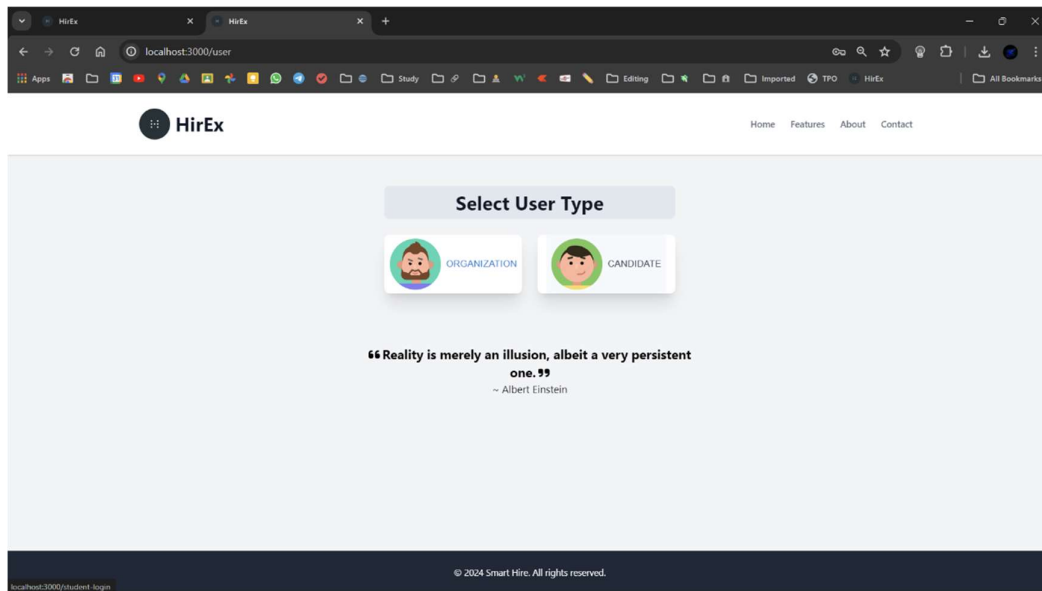 HirEx
HirEx
localhost:3000/user
Apps
Study
Editing
Imported
TPO
HirEx
All Bookmarks
HirEx
Home Features About Contact
Select User Type
ORGANIZATION
CANDIDATE
❝ Reality is merely an illusion, albeit a very persistent
one. ❞
~ Albert Einstein
© 2024 Smart Hire. All rights reserved.
localhost:3000/student-login